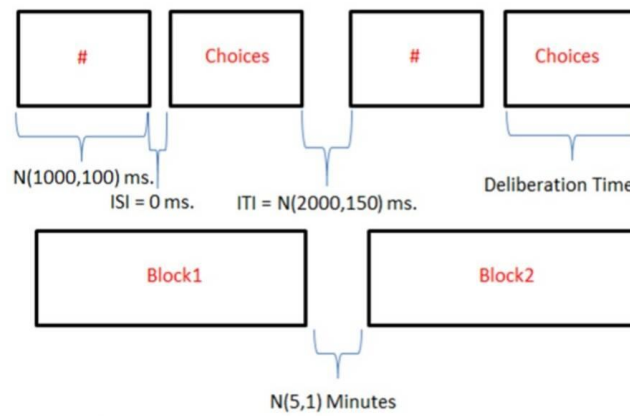 # Choices # Choices
N(1000,100) ms.
ISI = 0 ms.
ITI = N(2000,150) ms.
Deliberation Time
Block1 Block2
N(5,1) Minutes